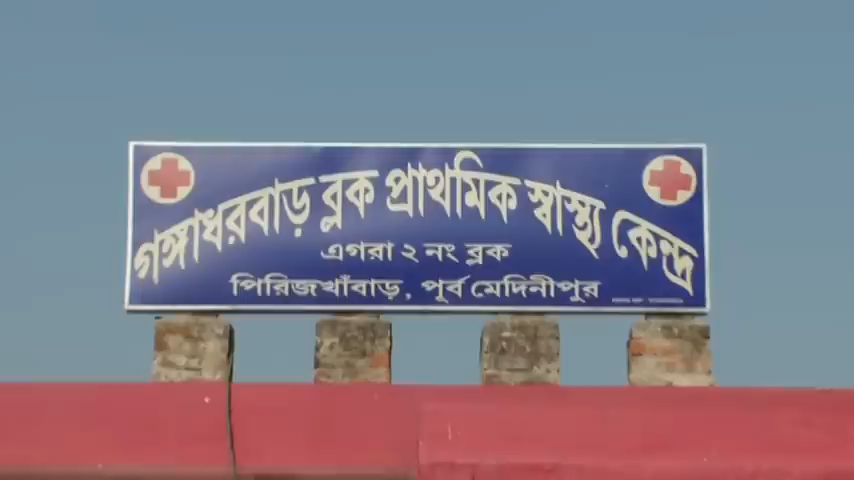 গঙ্গাধরবাড় ব্লক প্রাথমিক স্বাস্থ্য কেন্দ্র
এগরা ২ নং ব্লক
পিরিজখাঁবাড়, পূর্ব মেদিনীপুর